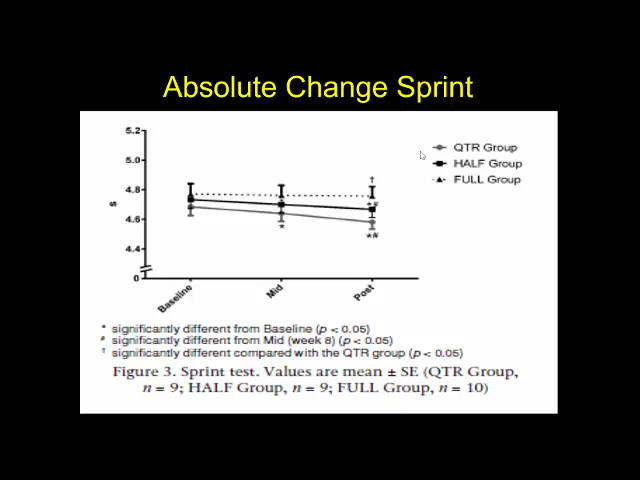 Absolute Change Sprint
5.2
5.0
4.8
4.6
4.4
0
s
Baseline
Mid
Post
QTR Group
HALF Group
FULL Group
†
*#
*
*#
* significantly different from Baseline (p < 0.05)
# significantly different from Mid (week 8) (p < 0.05)
† significantly different compared with the QTR group (p < 0.05)
Figure 3. Sprint test. Values are mean ± SE (QTR Group,
n = 9; HALF Group, n = 9; FULL Group, n = 10)